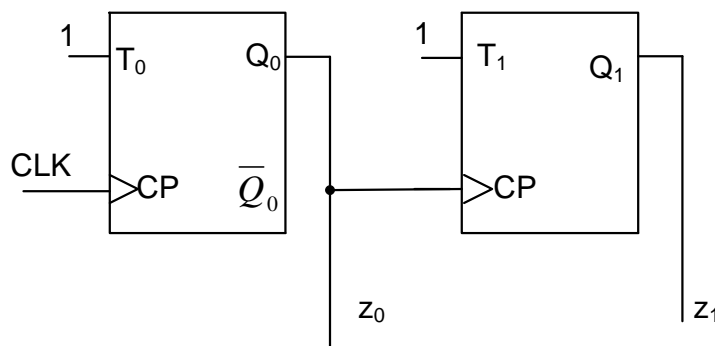 1
T₀
Q₀
1
T₁
Q₁
CLK
CP
Q̅₀
CP
z₀
z₁